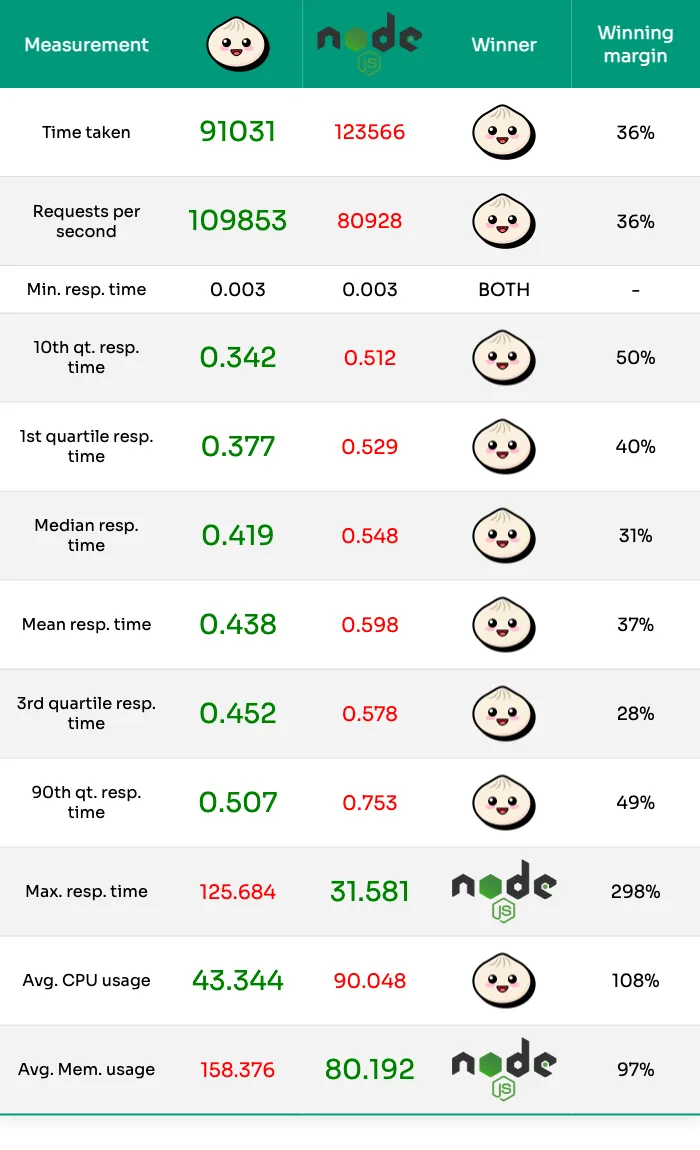 Measurement
node
JS
Winner
Winning
margin
Time taken
91031
123566
36%
Requests per
second
109853
80928
36%
Min. resp. time
0.003
0.003
BOTH
-
10th qt. resp.
time
0.342
0.512
50%
1st quartile resp.
time
0.377
0.529
40%
Median resp.
time
0.419
0.548
31%
Mean resp. time
0.438
0.598
37%
3rd quartile resp.
time
0.452
0.578
28%
90th qt. resp.
time
0.507
0.753
49%
Max. resp. time
125.684
31.581
node
JS
298%
Avg. CPU usage
43.344
90.048
108%
Avg. Mem. usage
158.376
80.192
node
JS
97%